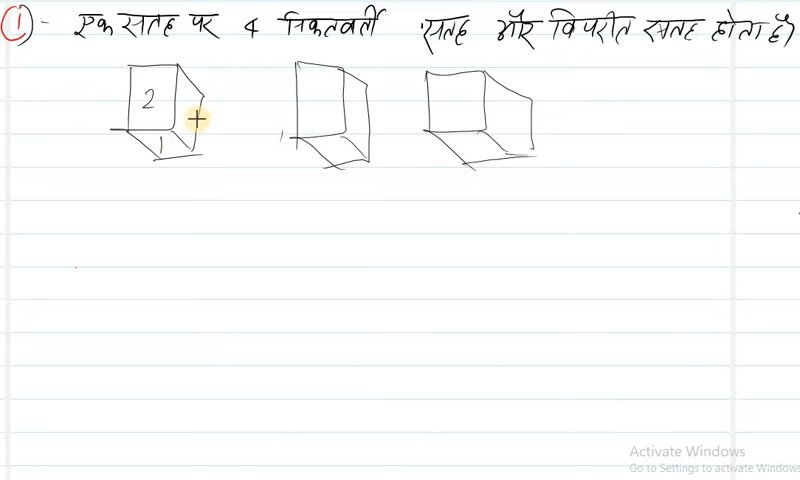 1 - एक सतह पर 4 निकतवर्ती सतह और विपरीत सतह होता है
2
1
Activate Windows
Go to Settings to activate Windows